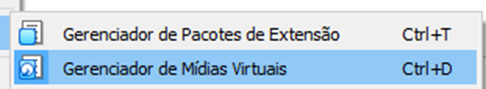 Gerenciador de Pacotes de Extensão Ctrl+T
Gerenciador de Mídias Virtuais Ctrl+D